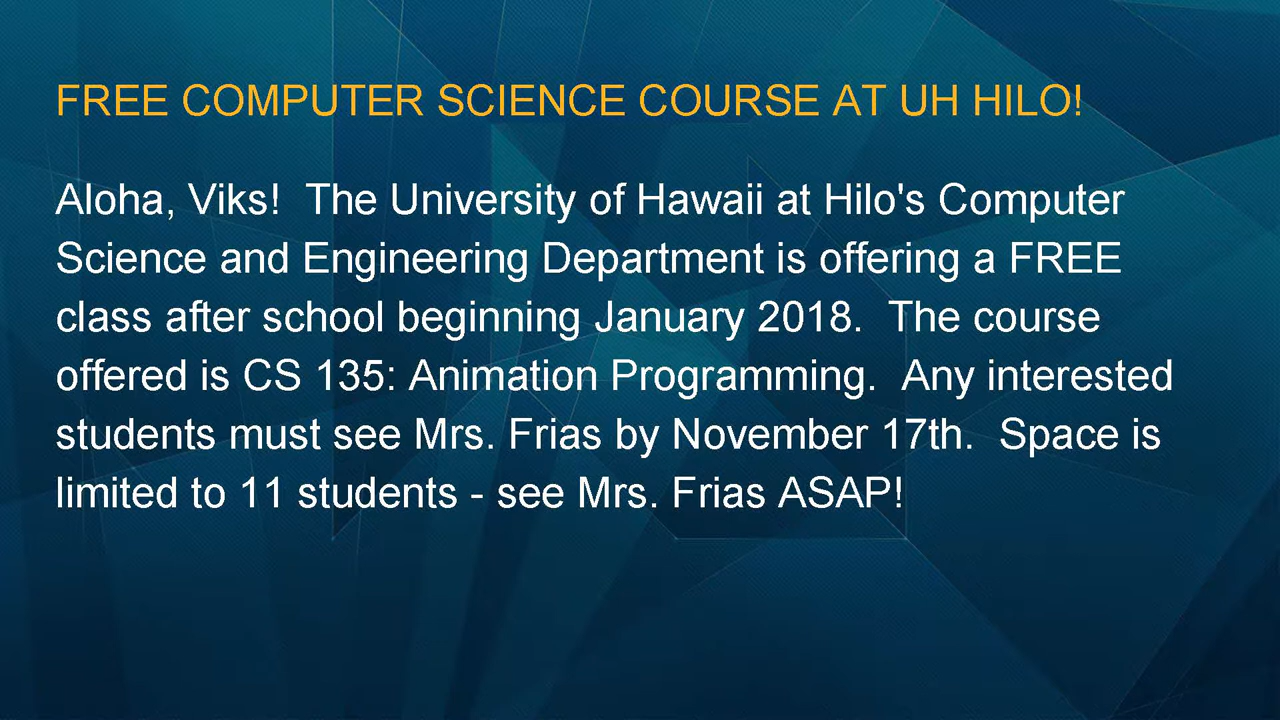 FREE COMPUTER SCIENCE COURSE AT UH HILO!
Aloha, Viks!  The University of Hawaii at Hilo's Computer
Science and Engineering Department is offering a FREE
class after school beginning January 2018.  The course
offered is CS 135: Animation Programming.  Any interested
students must see Mrs. Frias by November 17th.  Space is
limited to 11 students - see Mrs. Frias ASAP!